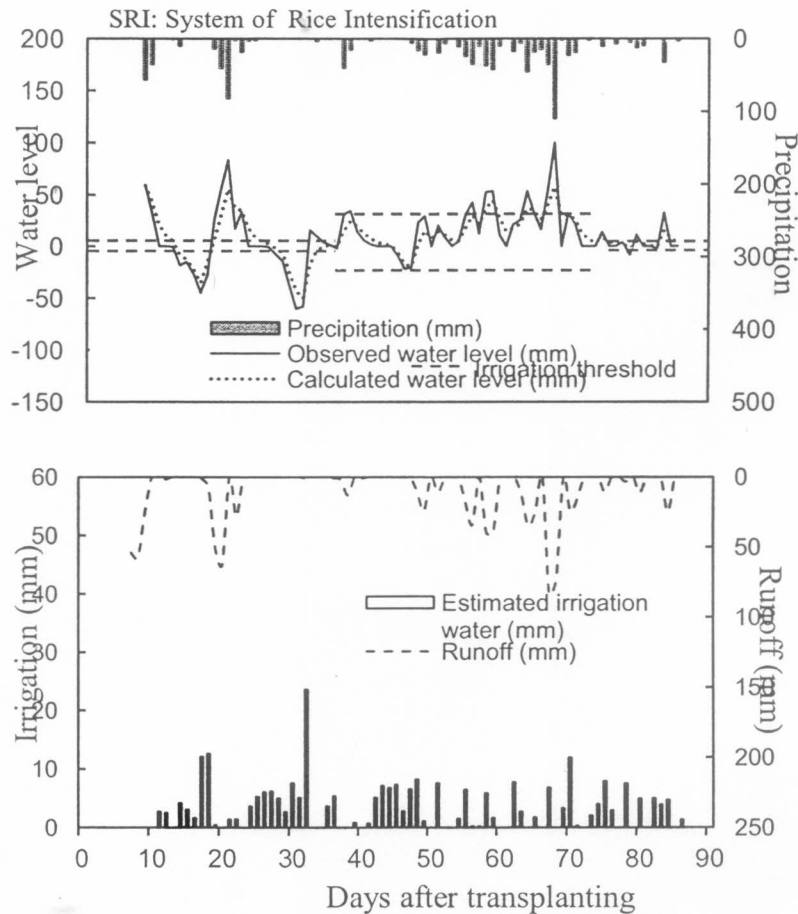 SRI: System of Rice Intensification
200
150
100
50
0
-50
-100
-150
Water level
0
100
200
300
400
500
Precipitation
Precipitation (mm)
Observed water level (mm)
Calculated water level (mm)
Irrigation threshold
60
50
40
30
20
10
0
Irrigation (mm)
0
50
100
150
200
250
Runoff (mm)
Estimated irrigation
water (mm)
Runoff (mm)
0 10 20 30 40 50 60 70 80 90
Days after transplanting